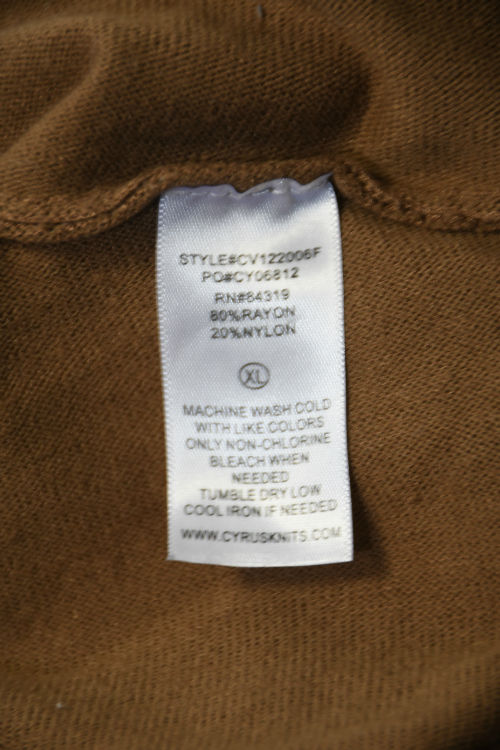 STYLE#CV122006F
PO#CY06812
RN#84319
80%RAYON
20%NYLON
XL
MACHINE WASH COLD
WITH LIKE COLORS
ONLY NON-CHLORINE
BLEACH WHEN
NEEDED
TUMBLE DRY LOW
COOL IRON IF NEEDED
WWW.CYRUSKNITS.COM